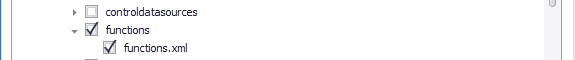 controldatasources
functions
functions.xml